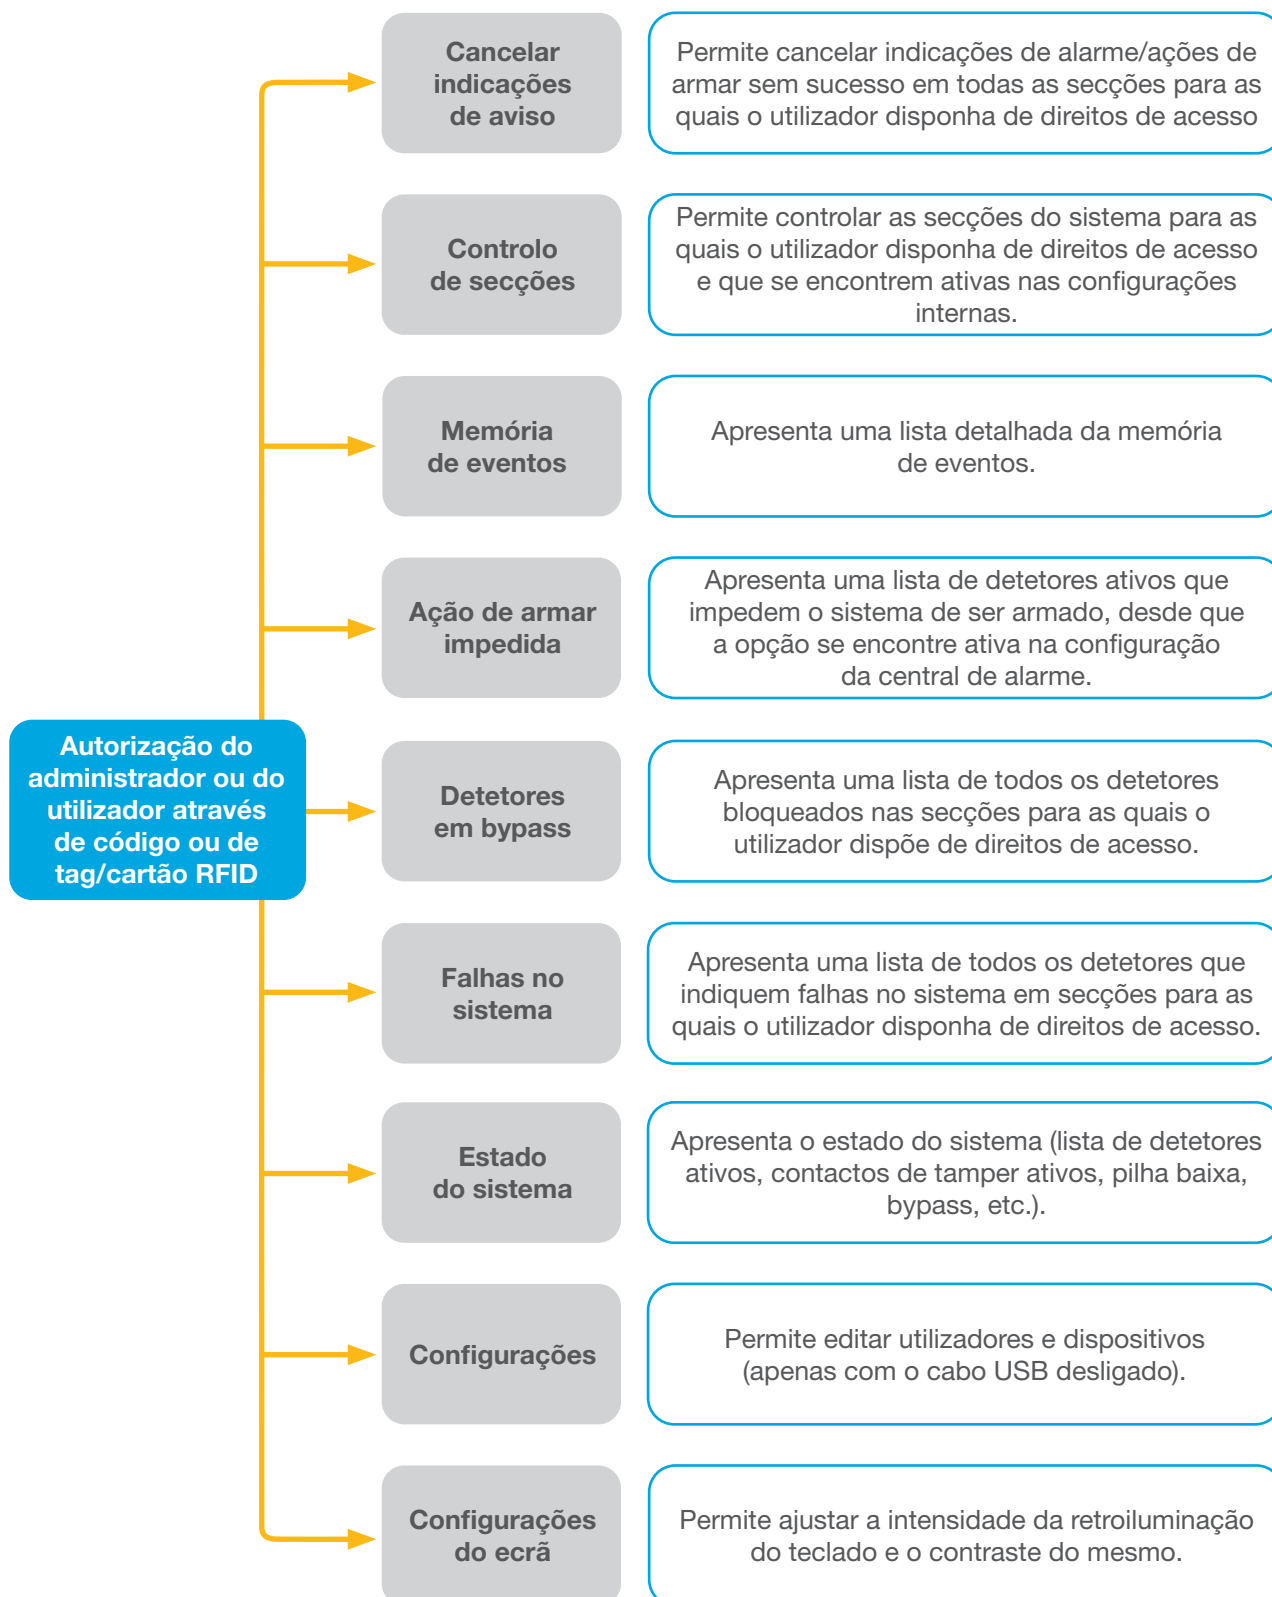 Cancelar
indicações
de aviso
Permite cancelar indicações de alarme/ações de
armar sem sucesso em todas as secções para as
quais o utilizador disponha de direitos de acesso
Controlo
de secções
Permite controlar as secções do sistema para as
quais o utilizador disponha de direitos de acesso
e que se encontrem ativas nas configurações
internas.
Memória
de eventos
Apresenta uma lista detalhada da memória
de eventos.
Ação de armar
impedida
Apresenta uma lista de detetores ativos que
impedem o sistema de ser armado, desde que
a opção se encontre ativa na configuração
da central de alarme.
Autorização do
administrador ou do
utilizador através
de código ou de
tag/cartão RFID
Detetores
em bypass
Apresenta uma lista de todos os detetores
bloqueados nas secções para as quais o
utilizador dispõe de direitos de acesso.
Falhas no
sistema
Apresenta uma lista de todos os detetores que
indiquem falhas no sistema em secções para as
quais o utilizador disponha de direitos de acesso.
Estado
do sistema
Apresenta o estado do sistema (lista de detetores
ativos, contactos de tamper ativos, pilha baixa,
bypass, etc.).
Configurações
Permite editar utilizadores e dispositivos
(apenas com o cabo USB desligado).
Configurações
do ecrã
Permite ajustar a intensidade da retroiluminação
do teclado e o contraste do mesmo.